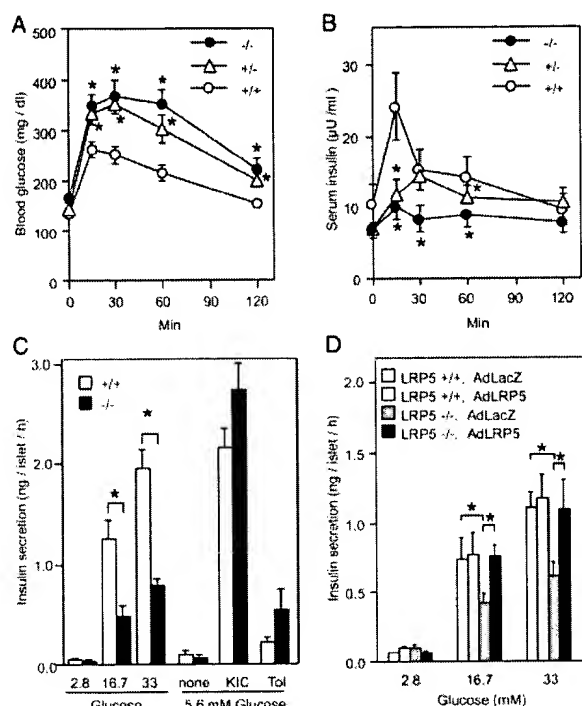 A
500
400
300
200
100
0
Blood glucose (mg / dl)
-/-
+/-
+/+
* * * *
* * * *
0 30 60 90 120
Min
B
30
20
10
0
Serum insulin (µU /ml )
-/-
+/-
+/+
* *
* * *
0 30 60 90 120
Min
C
3.0
2.0
1.0
0.0
Insulin secretion (ng / islet / h)
+/+
-/-
* *
2.8 16.7 33 none KIC Tol
Glucose 5.6 mM Glucose
D
2.0
1.5
1.0
0.5
0.0
Insulin secretion (ng / islet / h)
LRP5 +/+, AdLacZ
LRP5 +/+, AdLRP5
LRP5 -/-, AdLacZ
LRP5 -/-, AdLRP5
* * * *
2.8 16.7 33
Glucose (mM)